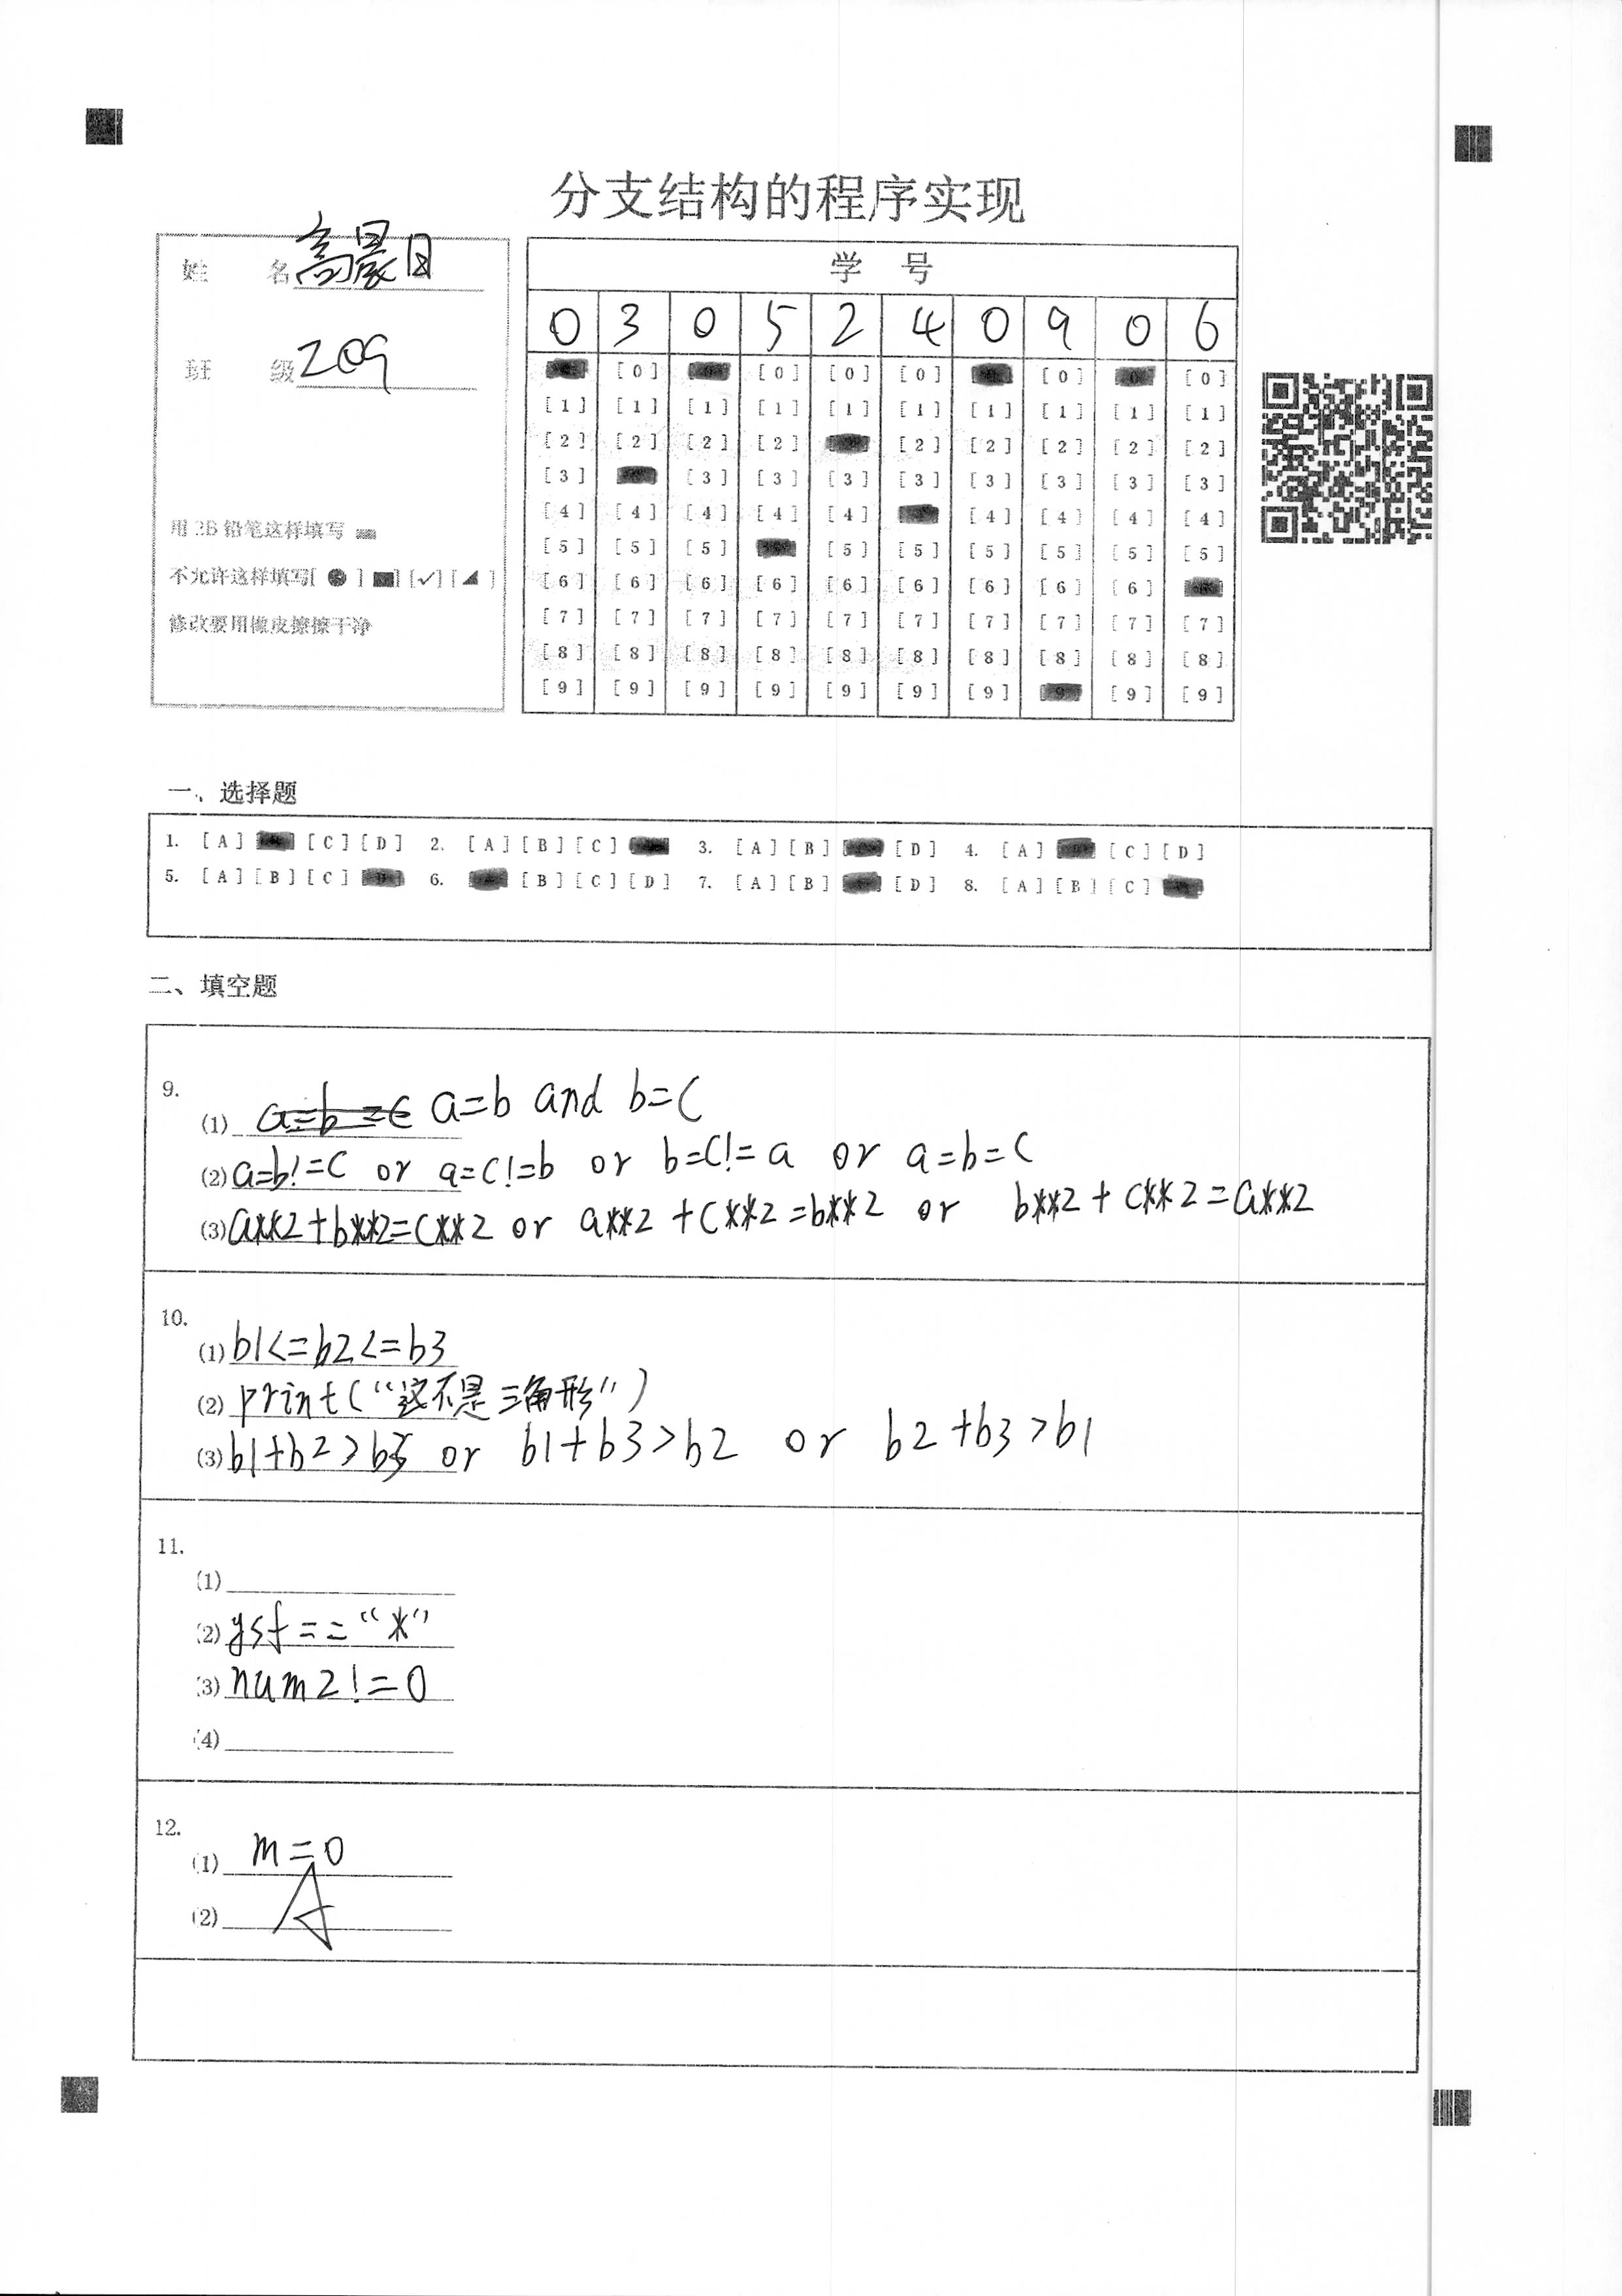 分支结构的程序实现
姓 名 高晨日
班 级 209
用 2B 铅笔这样填写
不允许这样填写[ ● ] [■] [✓] [◢ ]
修改要用橡皮擦擦干净
学 号
0 3 0 5 2 4 0 9 0 6
[0] [0] [0] [0] [0] [0]
[1] [1] [1] [1] [1] [1] [1] [1] [1] [1]
[2] [2] [2] [2] [2] [2] [2] [2] [2]
[3] [3] [3] [3] [3] [3] [3] [3] [3]
[4] [4] [4] [4] [4] [4] [4] [4] [4]
[5] [5] [5] [5] [5] [5] [5] [5] [5]
[6] [6] [6] [6] [6] [6] [6] [6] [6]
[7] [7] [7] [7] [7] [7] [7] [7] [7] [7]
[8] [8] [8] [8] [8] [8] [8] [8] [8] [8]
[9] [9] [9] [9] [9] [9] [9] [9] [9] [9]
一、选择题
1. [A] [C] [D] 2. [A] [B] [C] 3. [A] [B] [D] 4. [A] [C] [D]
5. [A] [B] [C] 6. [B] [C] [D] 7. [A] [B] [D] 8. [A] [B] [C]
二、填空题
9.
(1) a=b=c a=b and b=c
(2) a=b!=c or a=c!=b or b=c!=a or a=b=c
(3) a**2+b**2=c**2 or a**2+c**2=b**2 or b**2+c**2=a**2
10.
(1) b1<=b2<=b3
(2) print("这不是三角形")
(3) b1+b2>b3 or b1+b3>b2 or b2+b3>b1
11.
(1)
(2) ysf=="*"
(3) num2!=0
(4)
12.
(1) m=0
(2) A